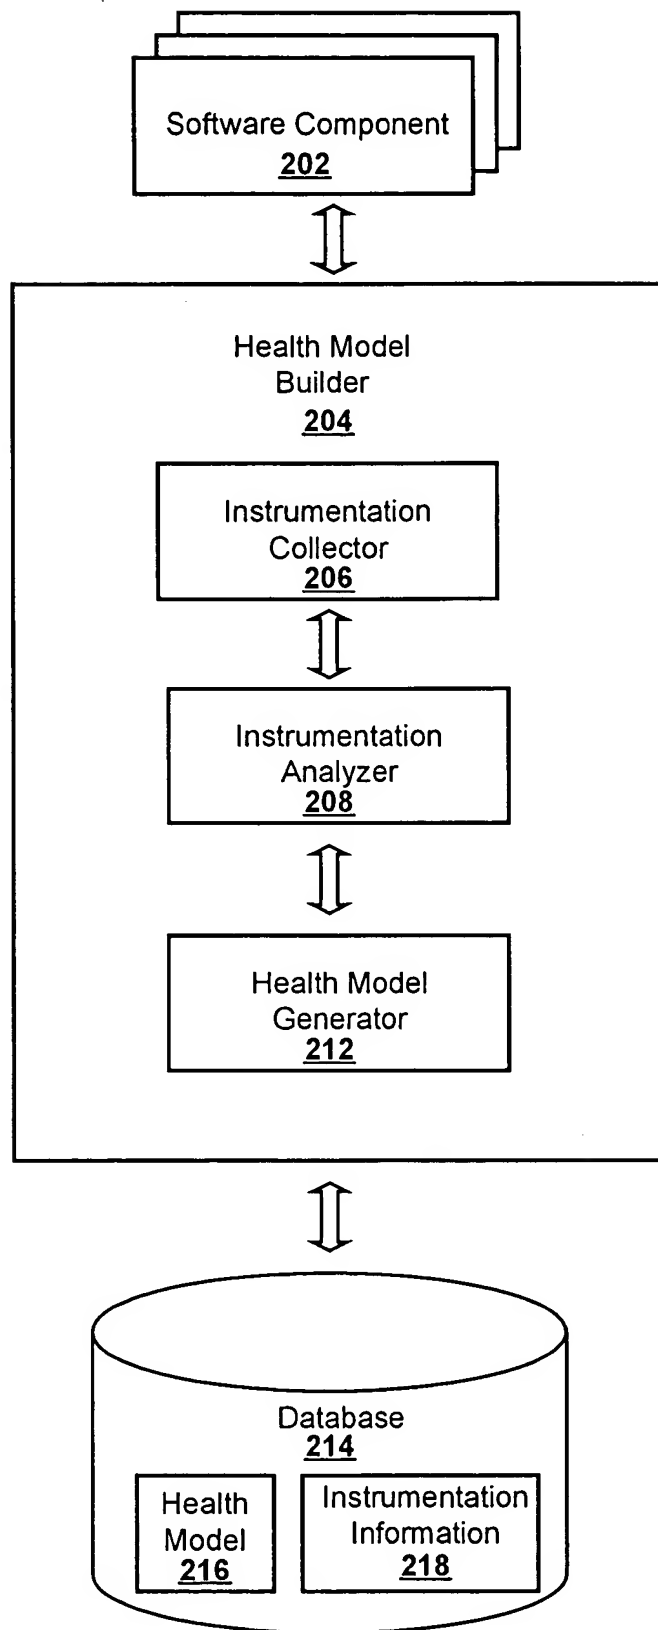 Software Component
202
Health Model
Builder
204
Instrumentation
Collector
206
Instrumentation
Analyzer
208
Health Model
Generator
212
Database
214
Health
Model
216
Instrumentation
Information
218